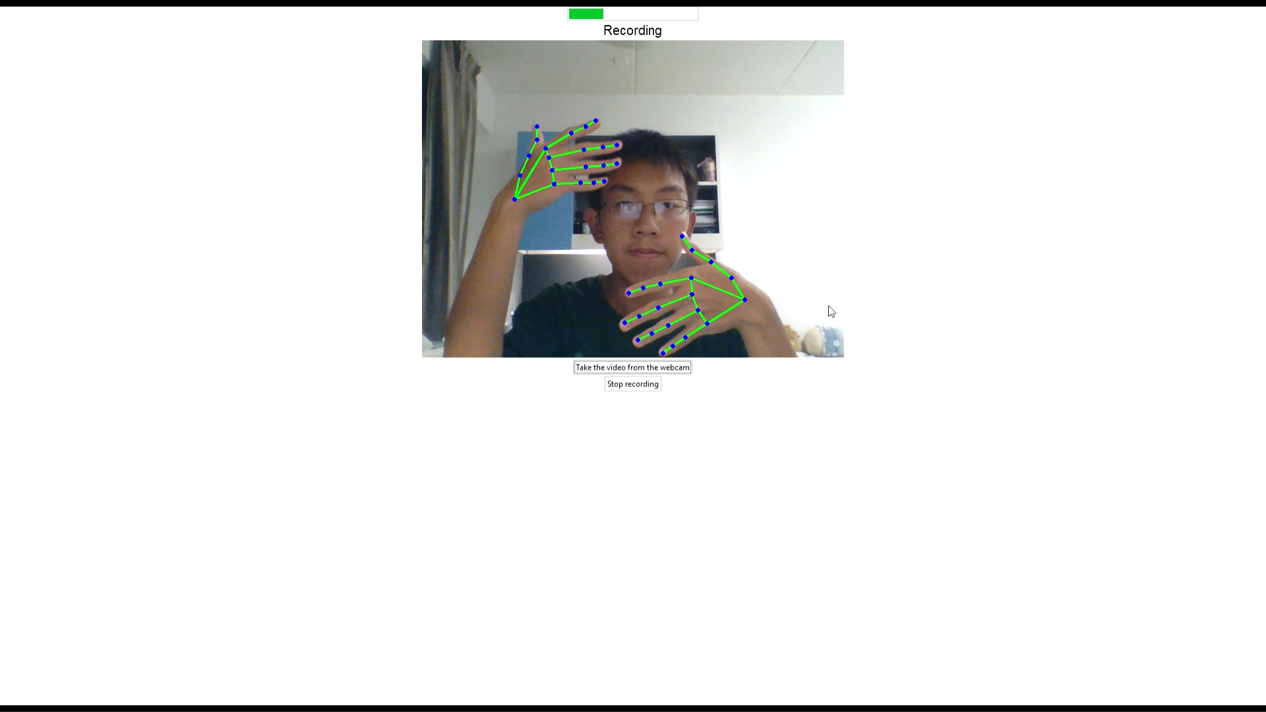 Recording
Take the video from the webcam
Stop recording